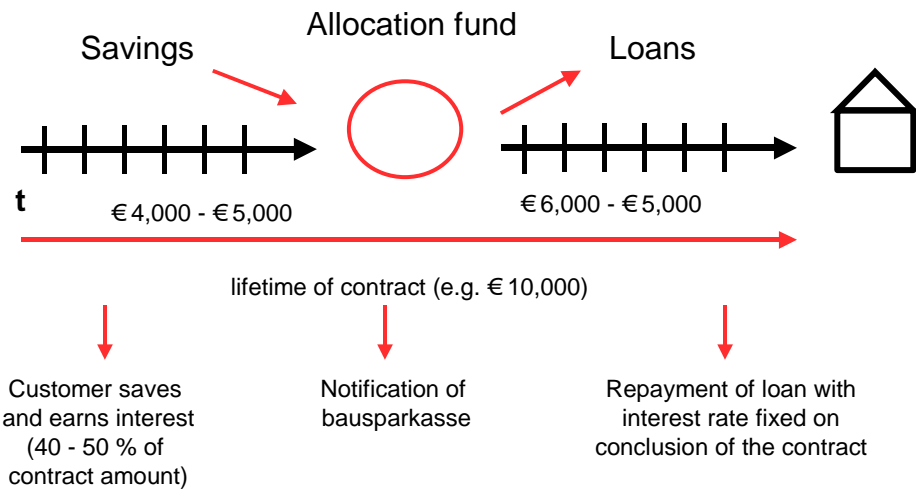 Allocation fund
Savings
Loans
t
€ 4,000 - € 5,000
€ 6,000 - € 5,000
lifetime of contract (e.g. € 10,000)
Customer saves
and earns interest
(40 - 50 % of
contract amount)
Notification of
bausparkasse
Repayment of loan with
interest rate fixed on
conclusion of the contract